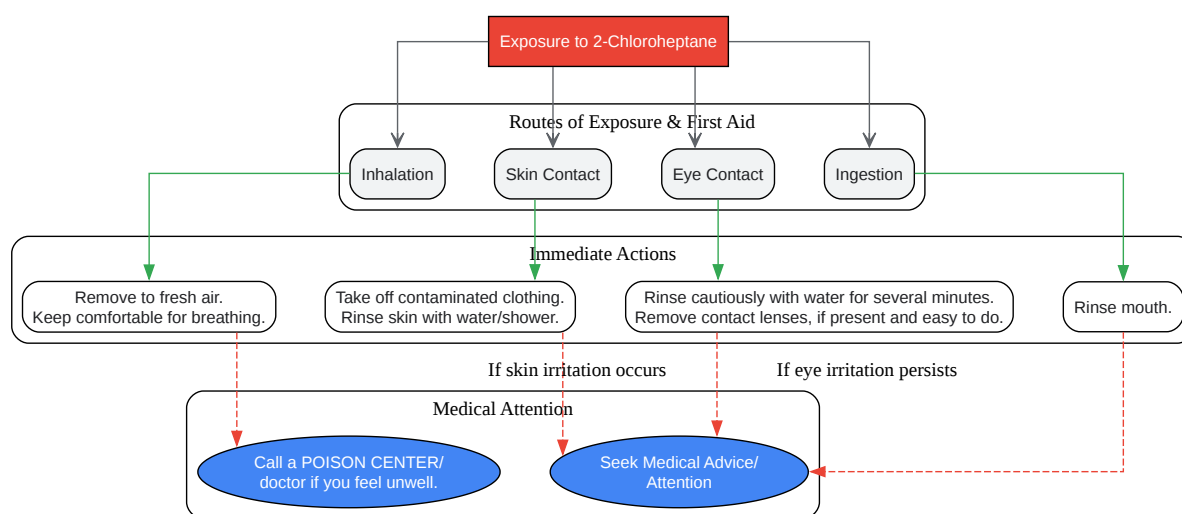 Exposure to 2-Chloroheptane
Routes of Exposure & First Aid
Inhalation
Skin Contact
Eye Contact
Ingestion
Immediate Actions
Remove to fresh air.
Keep comfortable for breathing.
Take off contaminated clothing.
Rinse skin with water/shower.
Rinse cautiously with water for several minutes.
Remove contact lenses, if present and easy to do.
Rinse mouth.
If skin irritation occurs
If eye irritation persists
Medical Attention
Call a POISON CENTER/
doctor if you feel unwell.
Seek Medical Advice/
Attention